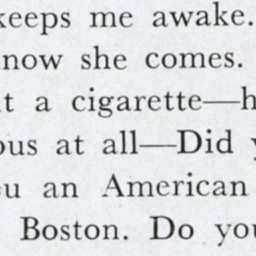 keeps me awake.
now she comes.
t a cigarette—h
ous at all—Did y
u an American
Boston. Do you